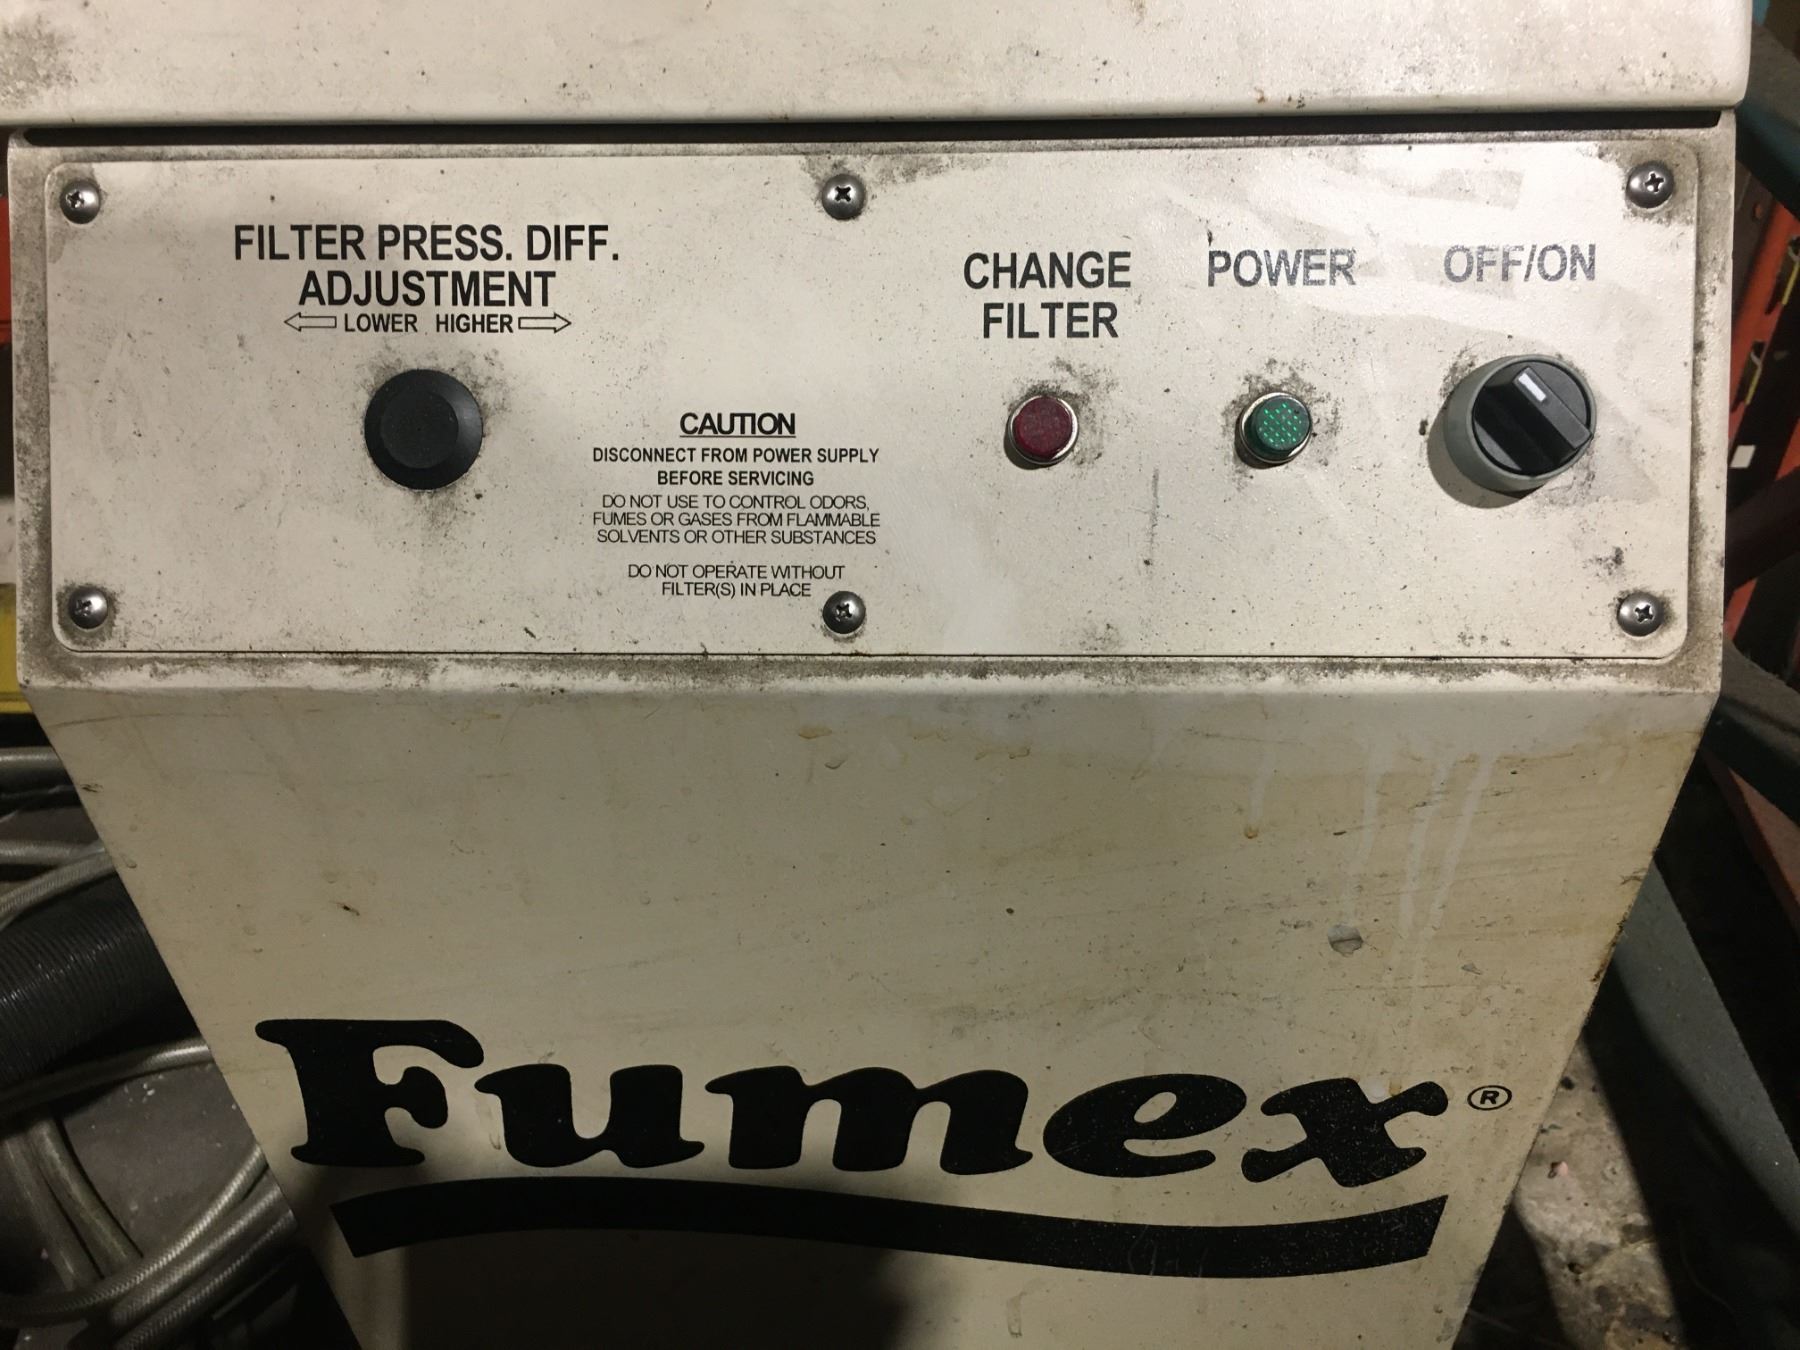 FILTER PRESS. DIFF.
ADJUSTMENT
LOWER HIGHER
CAUTION
DISCONNECT FROM POWER SUPPLY
BEFORE SERVICING
DO NOT USE TO CONTROL ODORS,
FUMES OR GASES FROM FLAMMABLE
SOLVENTS OR OTHER SUBSTANCES
DO NOT OPERATE WITHOUT
FILTER(S) IN PLACE
CHANGE
FILTER
POWER
OFF/ON
Fumex®